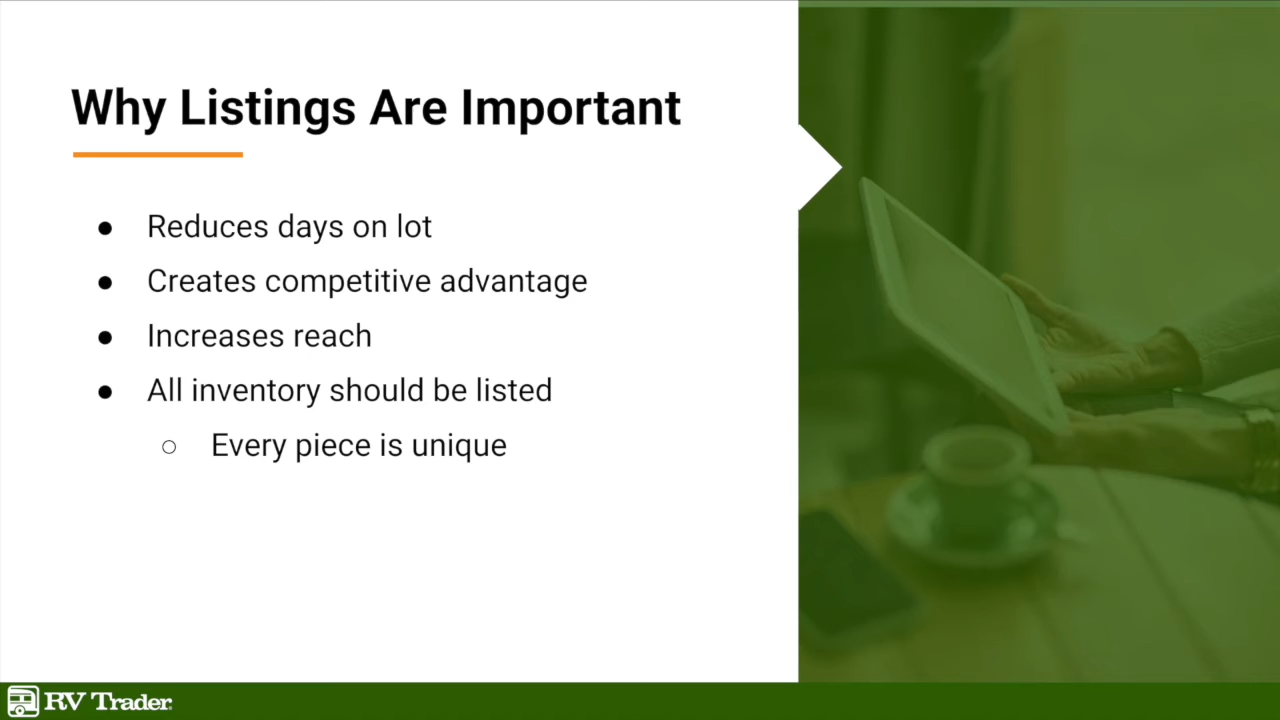 Why Listings Are Important
● Reduces days on lot
● Creates competitive advantage
● Increases reach
● All inventory should be listed
○ Every piece is unique
RV Trader